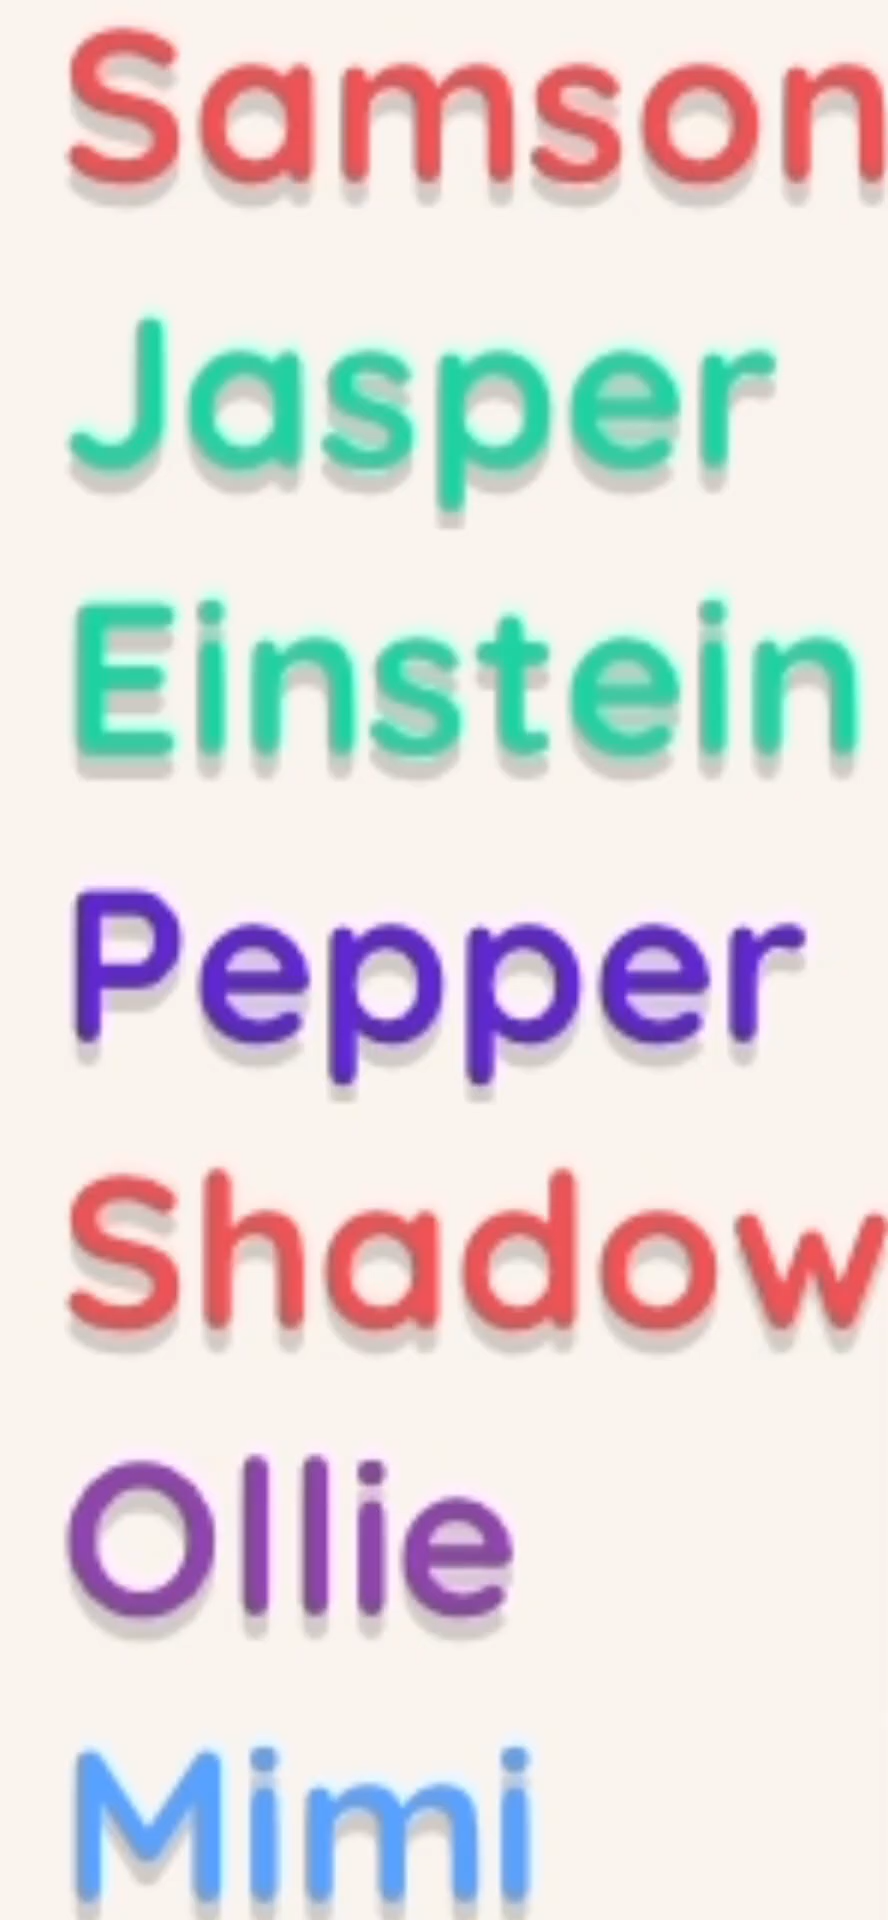 Samson
Jasper
Einstein
Pepper
Shadow
Ollie
Mimi